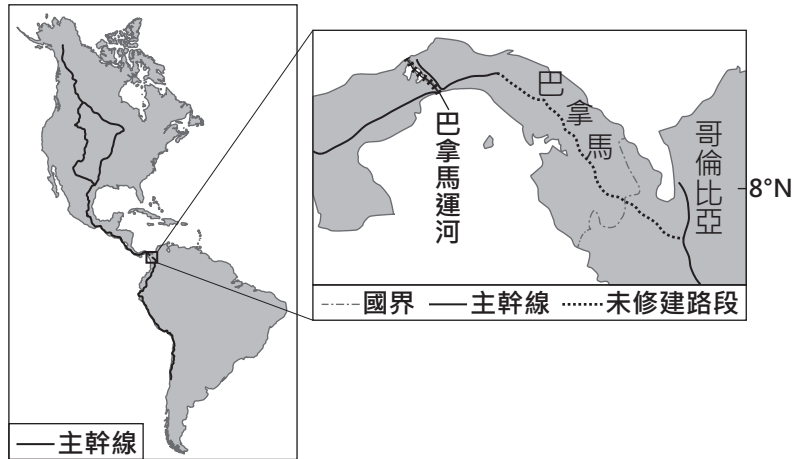 主幹線
巴拿馬
巴拿馬運河
哥倫比亞
8°N
國界 主幹線 未修建路段